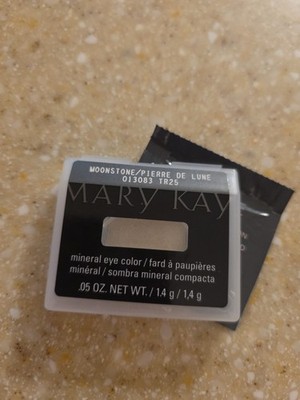 MOONSTONE/PIERRE DE LUNE
013083 TR25
MARY KAY
mineral eye color / fard à paupières
minéral / sombra mineral compacta
.05 OZ. NET WT. / 1,4 g / 1,4 g